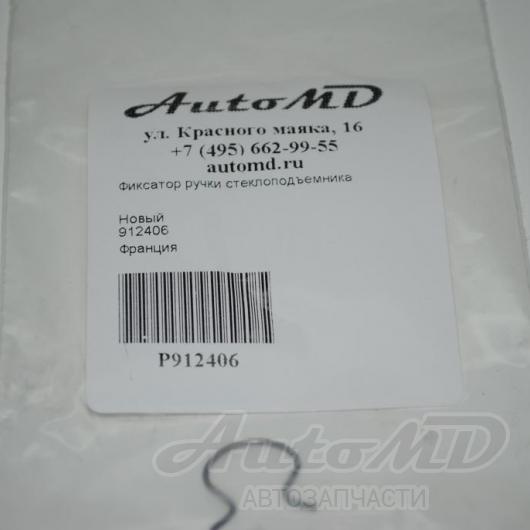 AutoMD
ул. Красного маяка, 16
+7 (495) 662-99-55
automd.ru
Фиксатор ручки стеклоподъемника
Новый
912406
Франция
P912406
AutoMD
АВТОЗАПЧАСТИ